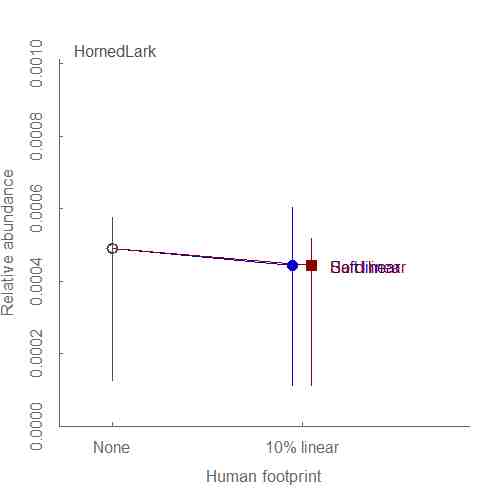 HornedLark
0.0010
0.0008
0.0006
0.0004
0.0002
0.0000
Relative abundance
None
10% linear
Human footprint